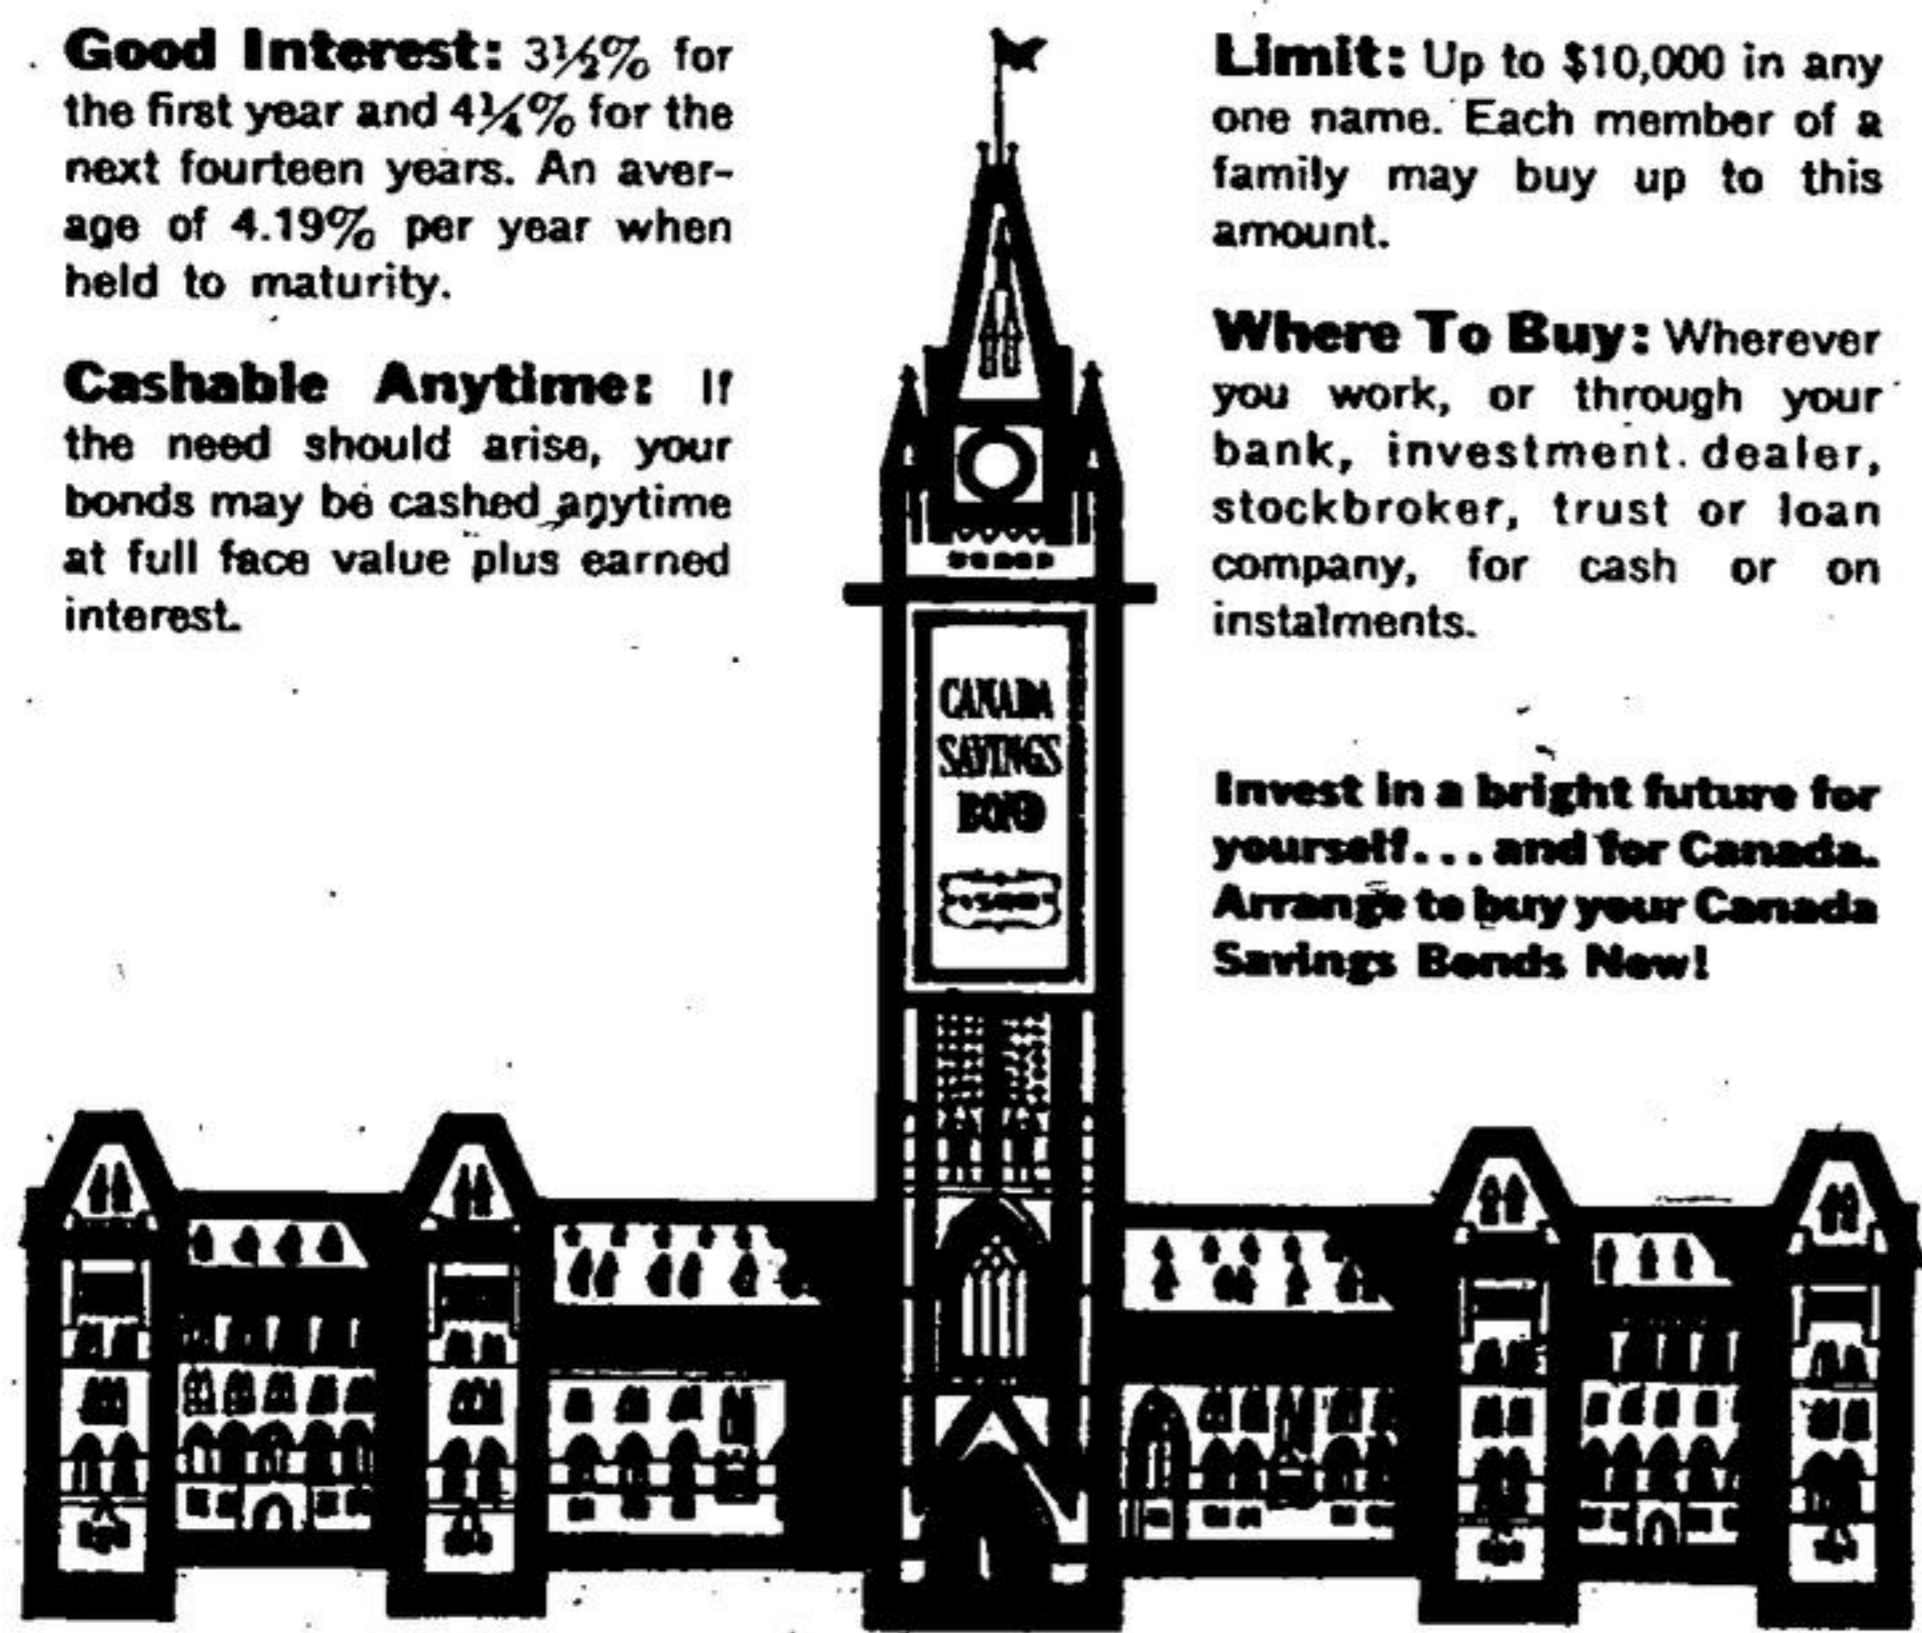 Good Interest: 3½% for
the first year and 4¼% for the
next fourteen years. An aver-
age of 4.19% per year when
held to maturity.
Cashable Anytime: If
the need should arise, your
bonds may be cashed anytime
at full face value plus earned
interest.
CANADA
SAVINGS
BOND
Limit: Up to $10,000 in any
one name. Each member of a
family may buy up to this
amount.
Where To Buy: Wherever
you work, or through your
bank, investment dealer,
stockbroker, trust or loan
company, for cash or on
instalments.
Invest in a bright future for
yourself... and for Canada.
Arrange to buy your Canada
Savings Bonds Now!